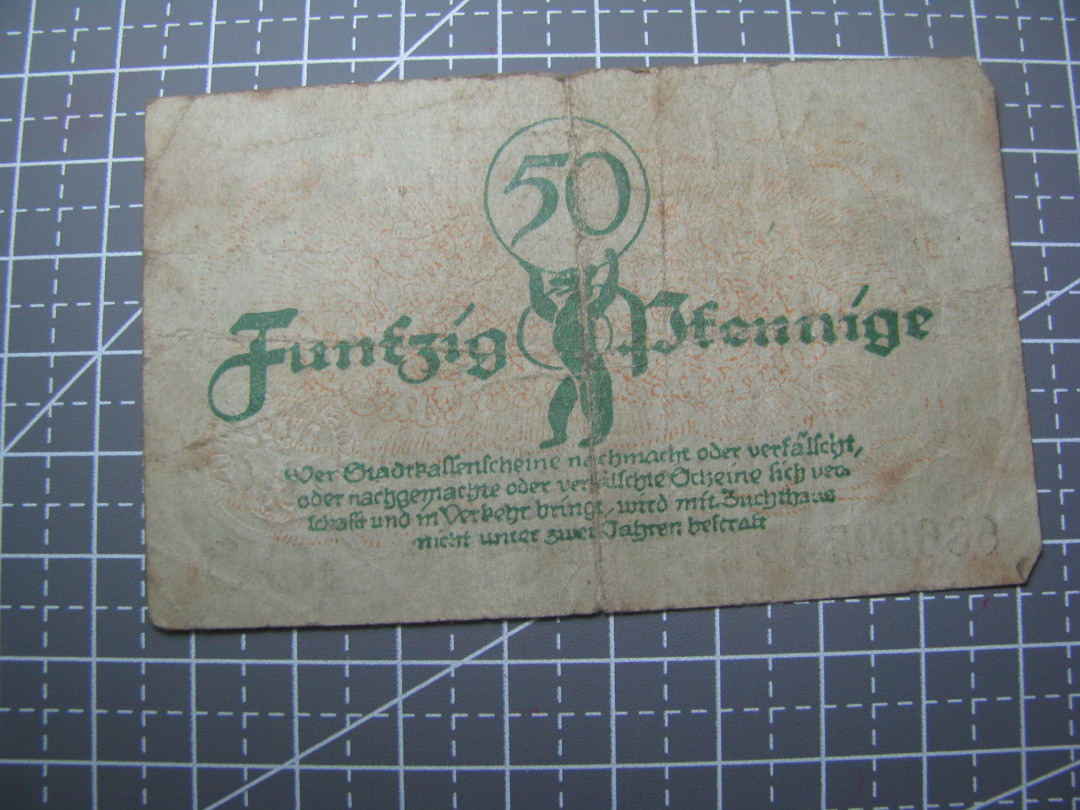 50
Funfzig Pfennige
Wer Stadtkassenscheine nachmacht oder verfälscht,
oder nachgemachte oder verfälschte Scheine sich ver-
schafft und in Verkehr bringt, wird mit Zuchthaus
nicht unter zwei Jahren bestraft